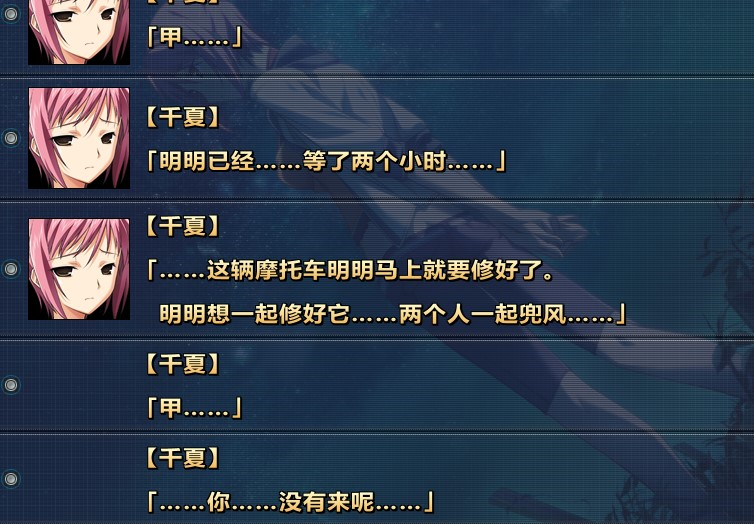 【千夏】
「甲……」
【千夏】
「明明已经……等了两个小时……」
【千夏】
「……这辆摩托车明明马上就要修好了。
明明想一起修好它……两个人一起兜风……」
【千夏】
「甲……」
【千夏】
「……你……没有来呢……」